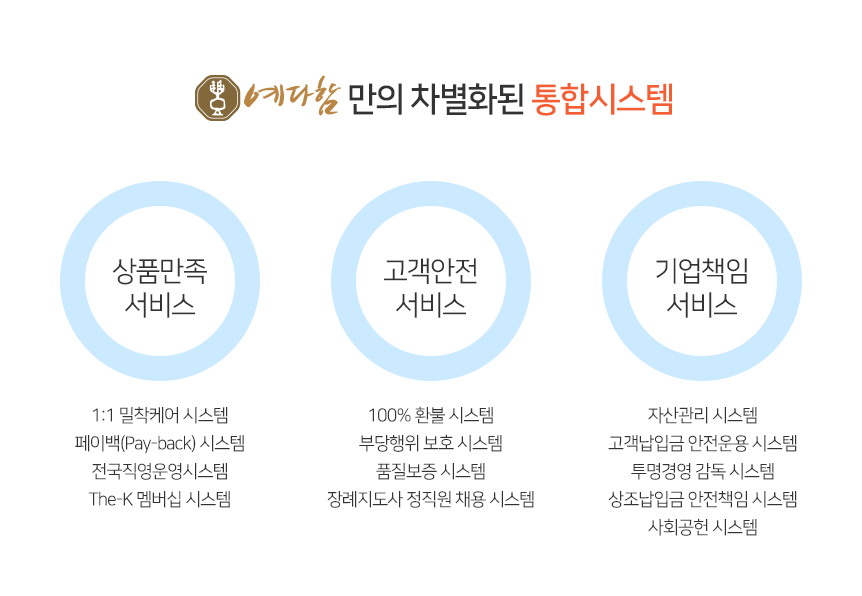 예다함 만의 차별화된 통합시스템
상품만족
서비스
1:1 밀착케어 시스템
페이백(Pay-back) 시스템
전국직영운영시스템
The-K 멤버십 시스템
고객안전
서비스
100% 환불 시스템
부당행위 보호 시스템
품질보증 시스템
장례지도사 정직원 채용 시스템
기업책임
서비스
자산관리 시스템
고객납입금 안전운용 시스템
투명경영 감독 시스템
상조납입금 안전책임 시스템
사회공헌 시스템